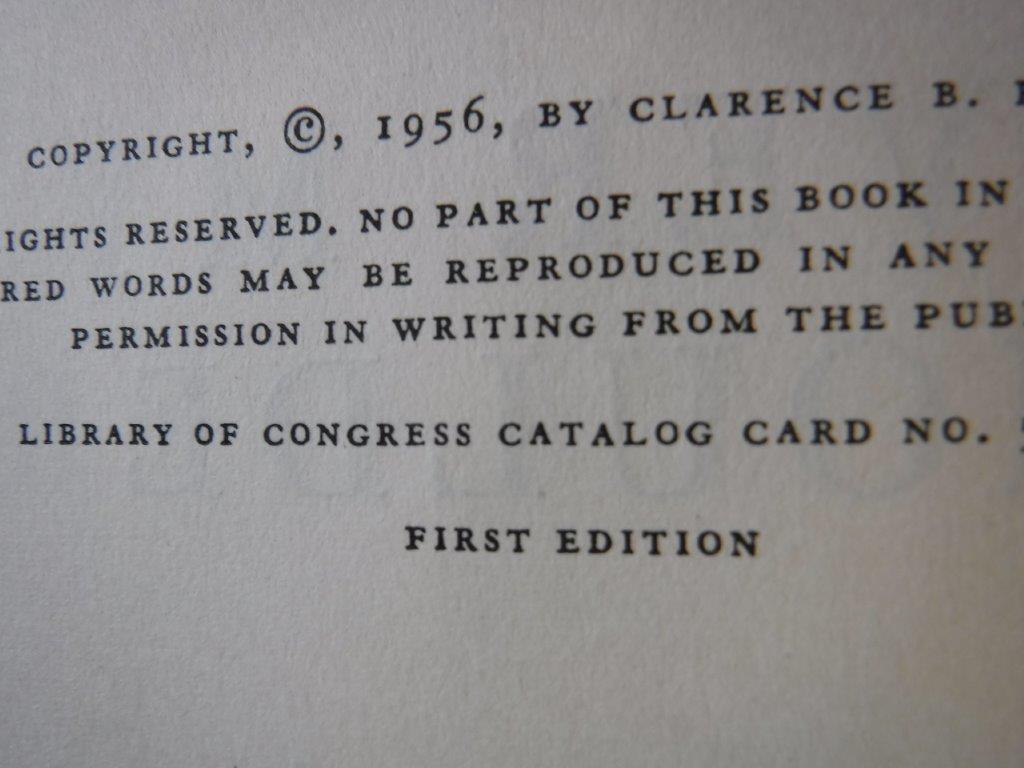 COPYRIGHT, ©, 1956, BY CLARENCE B.
IGHTS RESERVED. NO PART OF THIS BOOK IN
RED WORDS MAY BE REPRODUCED IN ANY
PERMISSION IN WRITING FROM THE PUB
LIBRARY OF CONGRESS CATALOG CARD NO.
FIRST EDITION